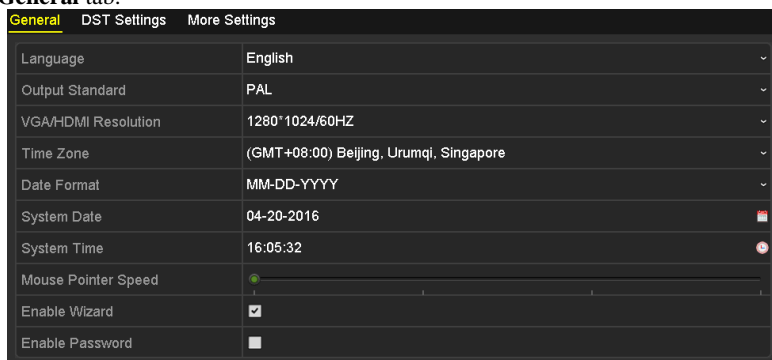 General tab.
General DST Settings More Settings
Language English
Output Standard PAL
VGA/HDMI Resolution 1280*1024/60HZ
Time Zone (GMT+08:00) Beijing, Urumqi, Singapore
Date Format MM-DD-YYYY
System Date 04-20-2016
System Time 16:05:32
Mouse Pointer Speed
Enable Wizard
Enable Password